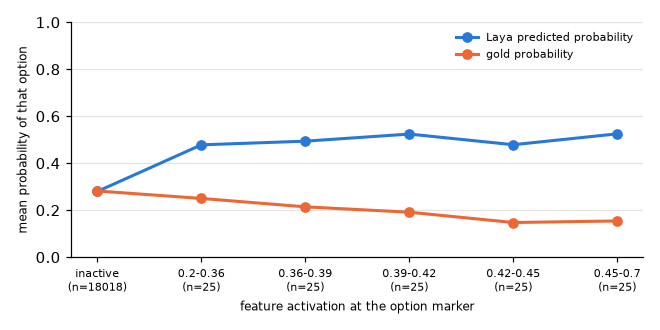 1.0
0.8
0.6
0.4
0.2
0.0
mean probability of that option
Laya predicted probability
gold probability
inactive
(n=18018)
0.2-0.36
(n=25)
0.36-0.39
(n=25)
0.39-0.42
(n=25)
0.42-0.45
(n=25)
0.45-0.7
(n=25)
feature activation at the option marker